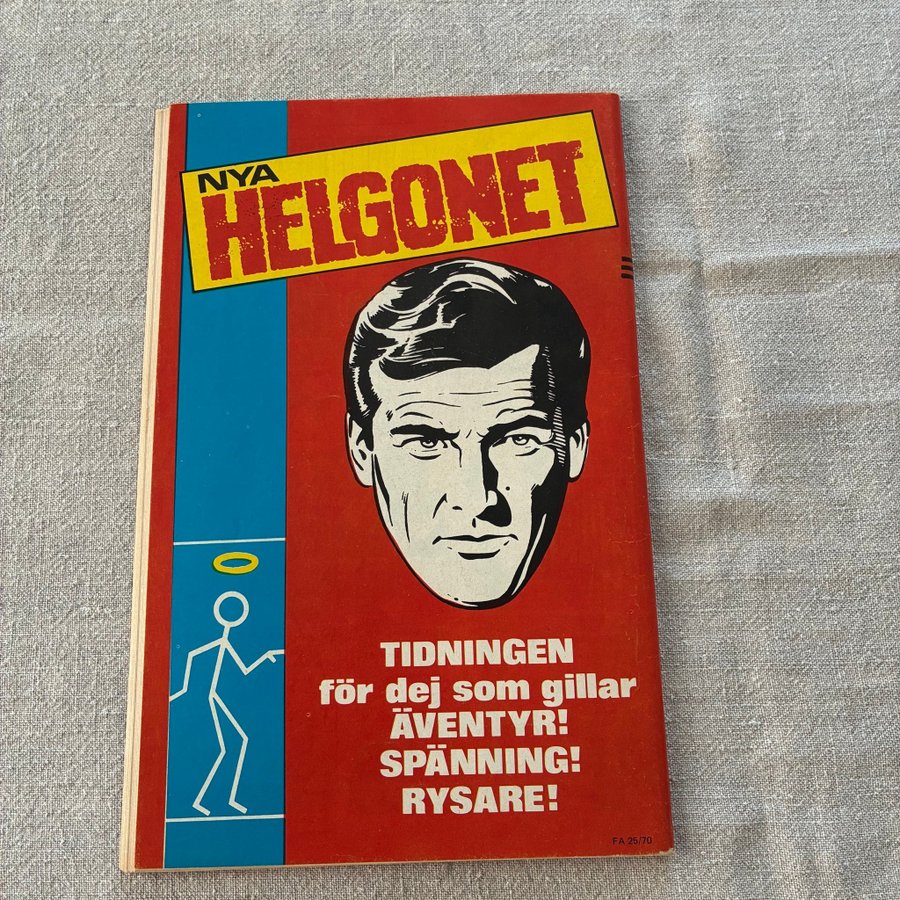 NYA
HELGONET
TIDNINGEN
för dej som gillar
ÄVENTYR!
SPÄNNING!
RYSARE!
FA 25/70